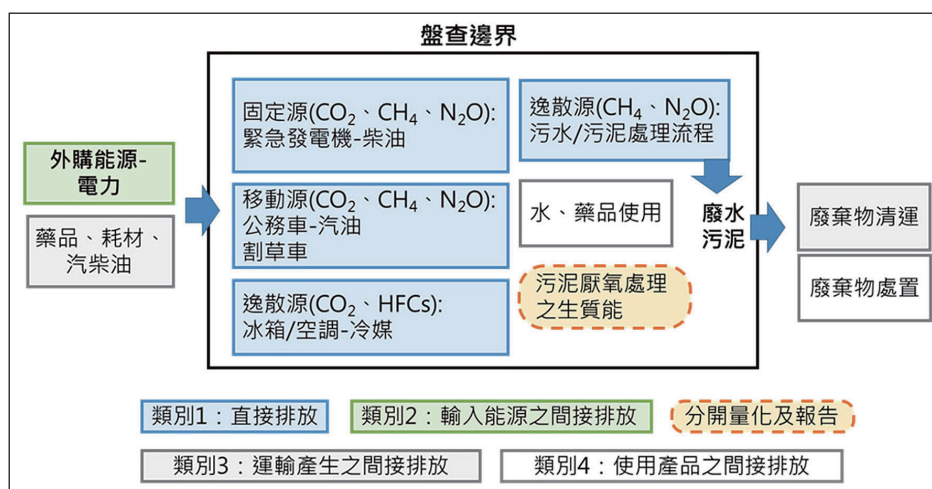 盤查邊界
外購能源-
電力
藥品、耗材、
汽柴油
固定源(CO₂、CH₄、N₂O):
緊急發電機-柴油
移動源(CO₂、CH₄、N₂O):
公務車-汽油
割草車
逸散源(CO₂、HFCs):
冰箱/空調-冷媒
逸散源(CH₄、N₂O):
污水/污泥處理流程
水、藥品使用
污泥厭氧處理
之生質能
廢水
污泥
廢棄物清運
廢棄物處置
類別1：直接排放
類別2：輸入能源之間接排放
分開量化及報告
類別3：運輸產生之間接排放
類別4：使用產品之間接排放